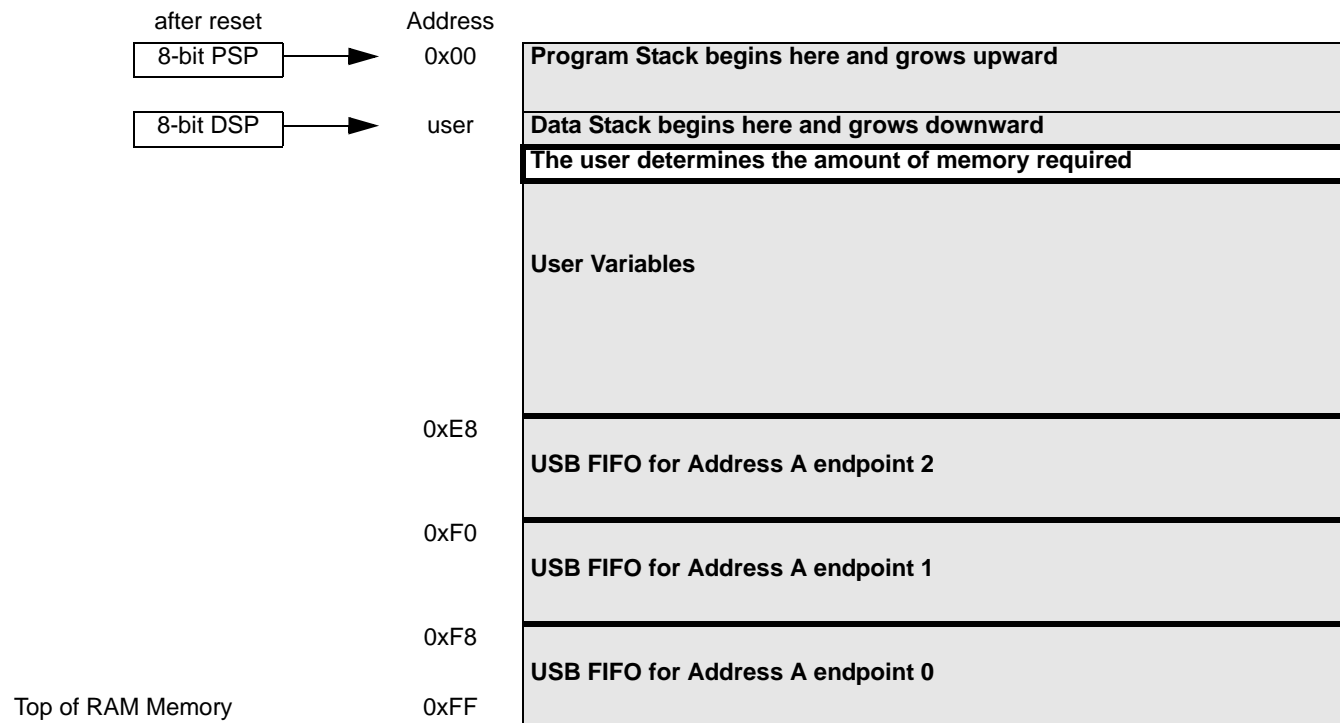 after reset Address
8-bit PSP 0x00 Program Stack begins here and grows upward
8-bit DSP user Data Stack begins here and grows downward
The user determines the amount of memory required
User Variables
0xE8
USB FIFO for Address A endpoint 2
0xF0
USB FIFO for Address A endpoint 1
0xF8
USB FIFO for Address A endpoint 0
Top of RAM Memory 0xFF